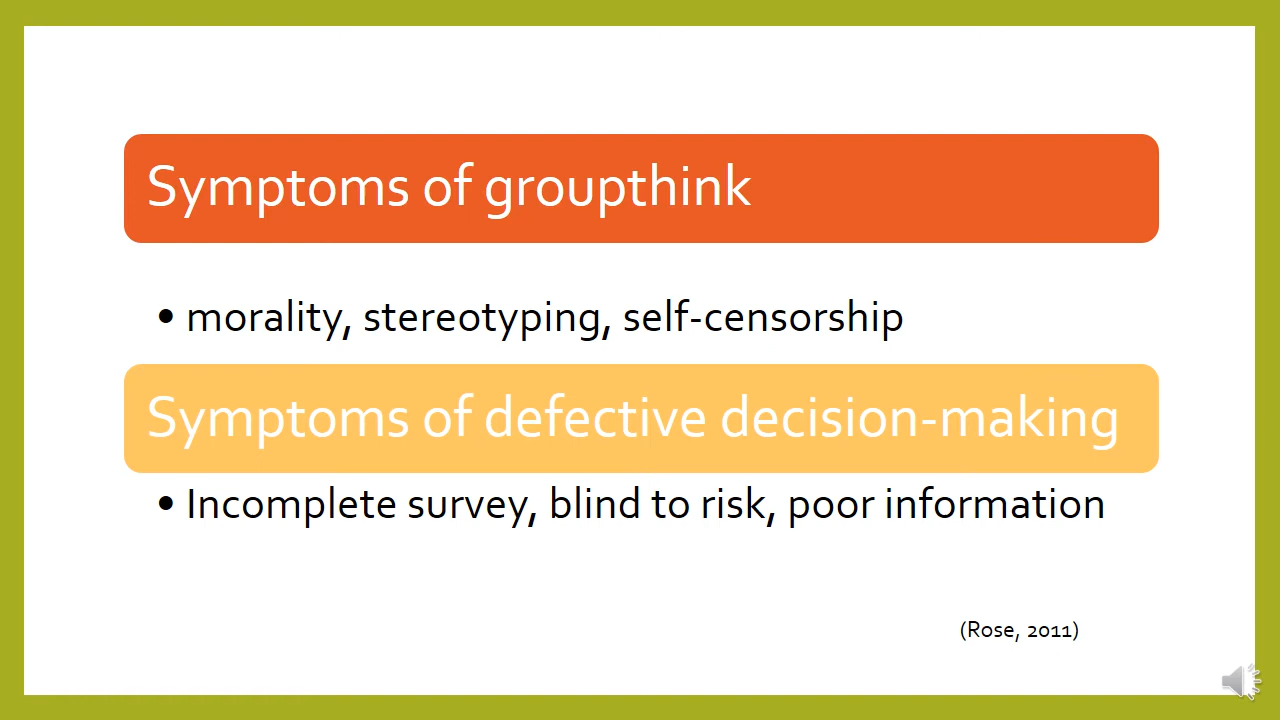 Symptoms of groupthink
• morality, stereotyping, self-censorship
Symptoms of defective decision-making
• Incomplete survey, blind to risk, poor information
(Rose, 2011)